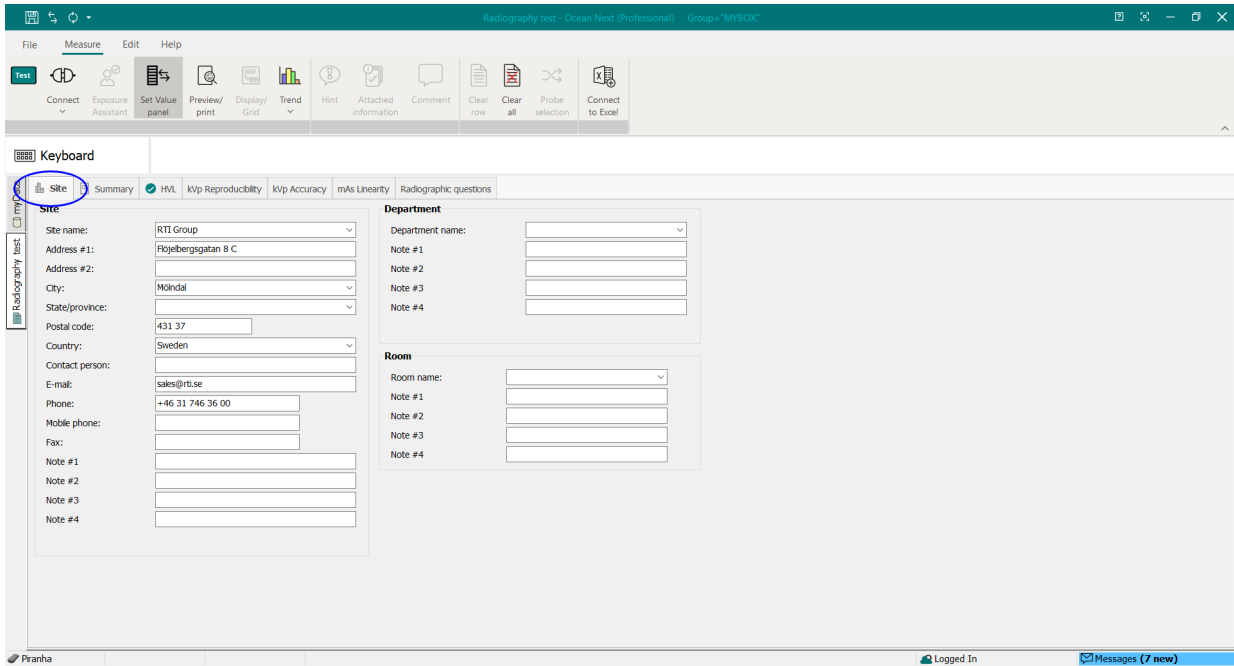 Radiography test - Ocean Next (Professional) Group="MYBOX"
File Measure Edit Help
Test
Connect
Exposure Assistant
Set Value panel
Preview/ print
Display/ Grid
Trend
Hint
Attached information
Comment
Clear row
Clear all
Probe selection
Connect to Excel
Keyboard
myData
Radiography test
Site Summary HVL kVp Reproducibility kVp Accuracy mAs Linearity Radiographic questions
Site
Site name: RTI Group
Address #1: Flöjelbergsgatan 8 C
Address #2:
City: Mölndal
State/province:
Postal code: 431 37
Country: Sweden
Contact person:
E-mail: sales@rti.se
Phone: +46 31 746 36 00
Mobile phone:
Fax:
Note #1
Note #2
Note #3
Note #4
Department
Department name:
Note #1
Note #2
Note #3
Note #4
Room
Room name:
Note #1
Note #2
Note #3
Note #4
Piranha
Logged In
Messages (7 new)